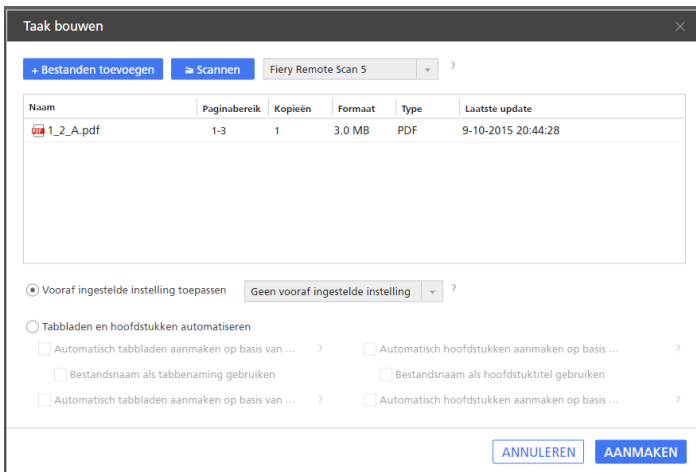 Taak bouwen
+ Bestanden toevoegen Scannen Fiery Remote Scan 5 ?
Naam Paginabereik Kopieën Formaat Type Laatste update
1_2_A.pdf 1-3 1 3.0 MB PDF 9-10-2015 20:44:28
Vooraf ingestelde instelling toepassen Geen vooraf ingestelde instelling ?
Tabbladen en hoofdstukken automatiseren
Automatisch tabbladen aanmaken op basis van ... ? Automatisch hoofdstukken aanmaken op basis ... ?
Bestandsnaam als tabbenaming gebruiken Bestandsnaam als hoofdstuktitel gebruiken
Automatisch tabbladen aanmaken op basis van ... ? Automatisch hoofdstukken aanmaken op basis ... ?
ANNULEREN AANMAKEN